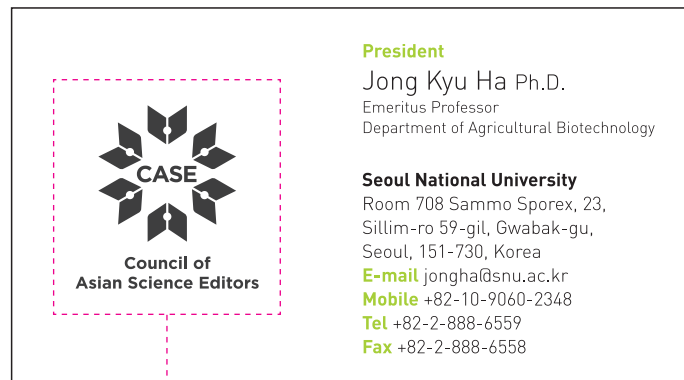 CASE
Council of
Asian Science Editors
President
Jong Kyu Ha Ph.D.
Emeritus Professor
Department of Agricultural Biotechnology
Seoul National University
Room 708 Sammo Sporex, 23,
Sillim-ro 59-gil, Gwabak-gu,
Seoul, 151-730, Korea
E-mail jongha@snu.ac.kr
Mobile +82-10-9060-2348
Tel +82-2-888-6559
Fax +82-2-888-6558